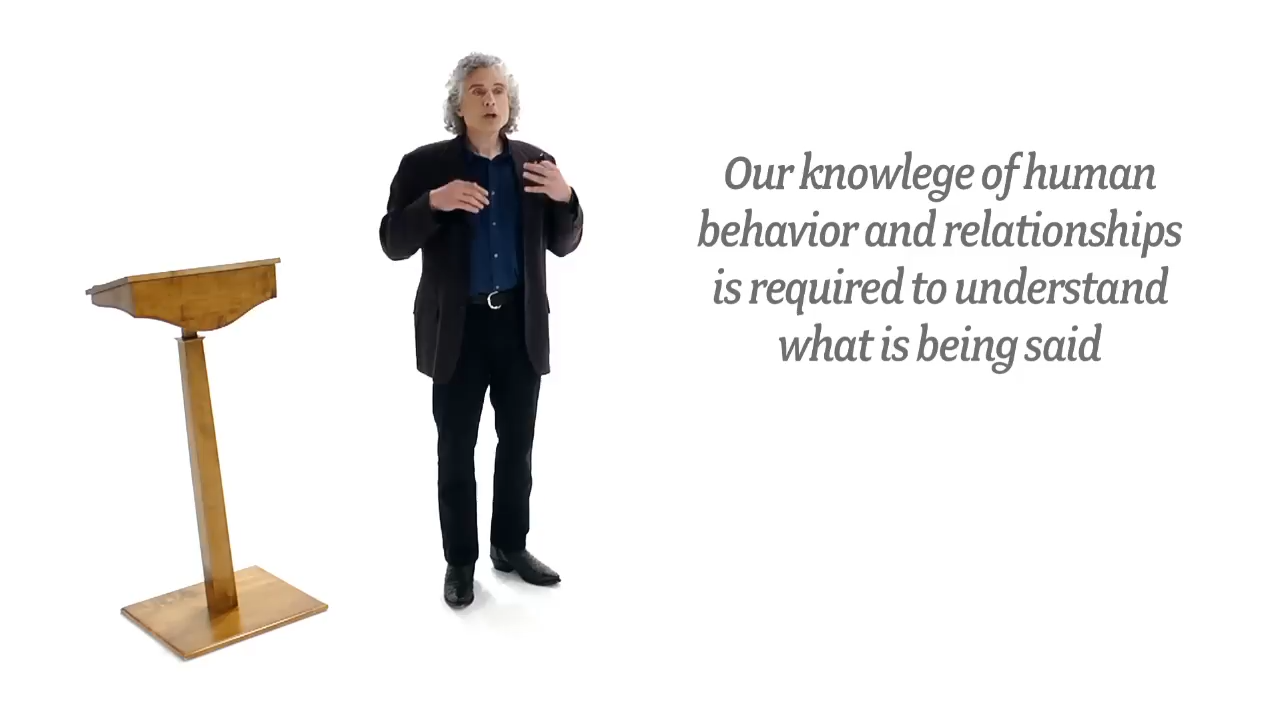 Our knowlege of human
behavior and relationships
is required to understand
what is being said